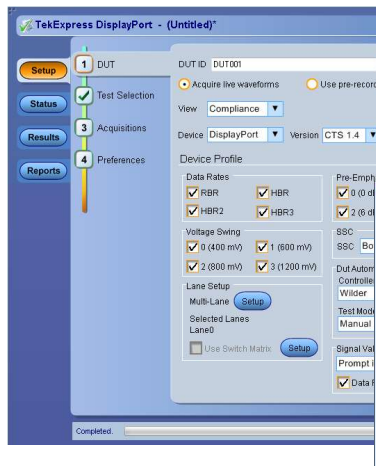 TekExpress DisplayPort - (Untitled)*
Setup
Status
Results
Reports
1 DUT
Test Selection
3 Acquisitions
4 Preferences
DUT ID DUT001
Acquire live waveforms Use pre-recor
View Compliance
Device DisplayPort Version CTS 1.4
Device Profile
Data Rates
RBR HBR
HBR2 HBR3
Voltage Swing
0 (400 mV) 1 (600 mV)
2 (800 mV) 3 (1200 mV)
Lane Setup
Multi-Lane Setup
Selected Lanes
Lane0
Use Switch Matrix Setup
Pre-Emph
0 (0 dB
2 (6 dB
SSC
SSC Bo
Dut Autom
Controlle
Wilder
Test Mode
Manual
Signal Val
Prompt i
Data
Completed.